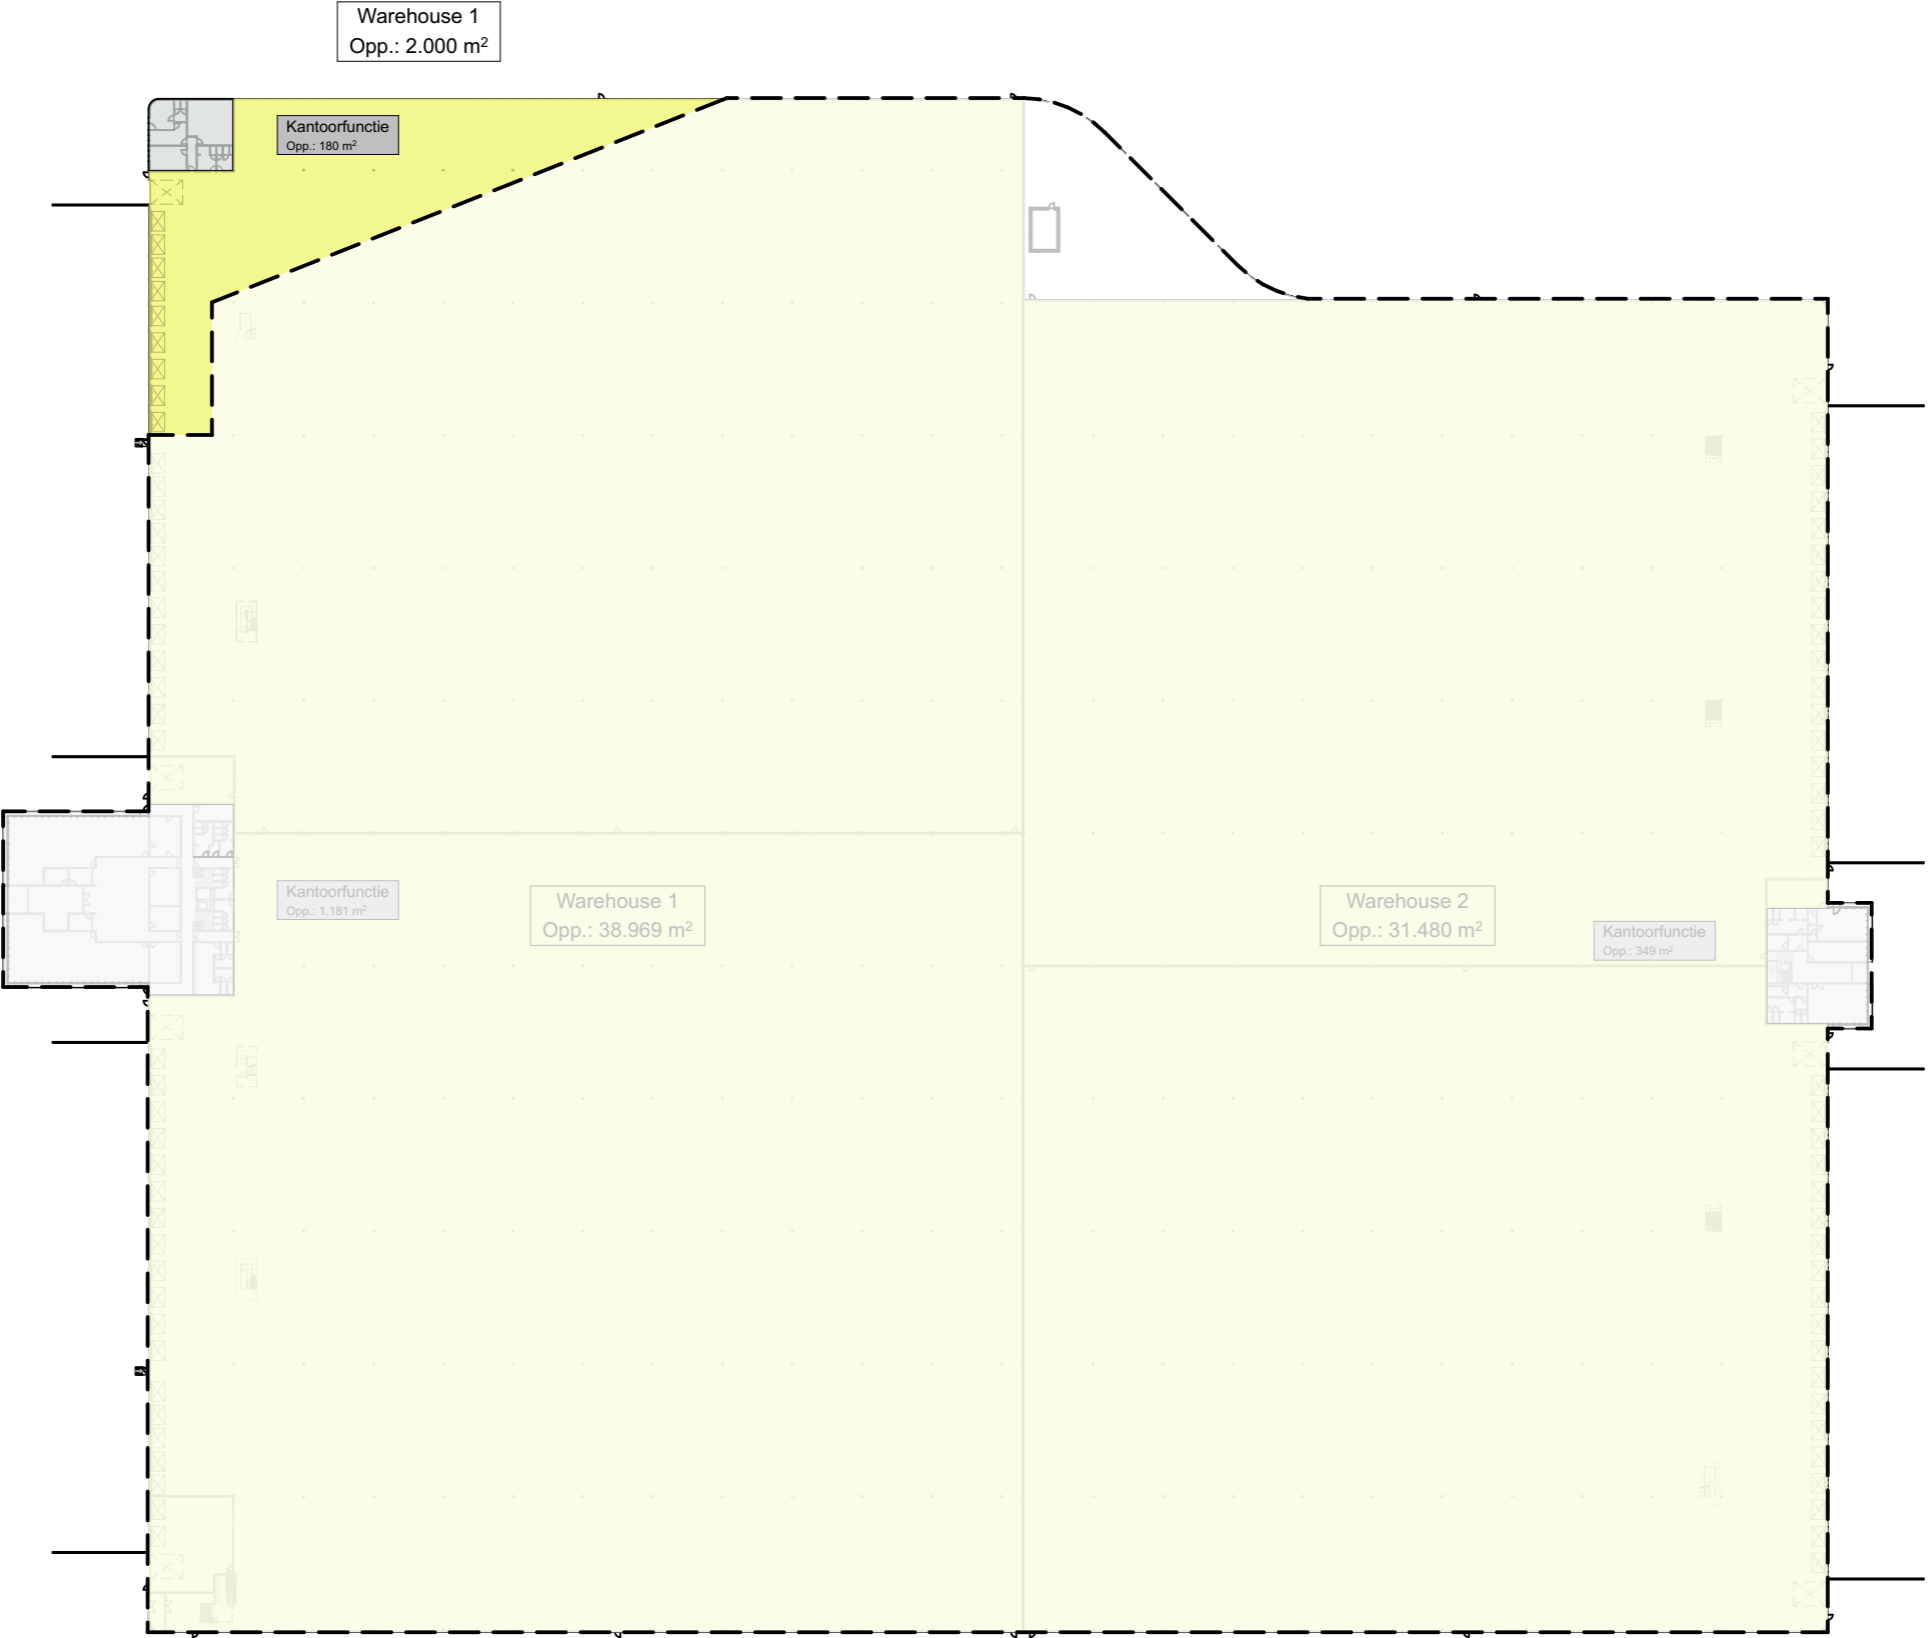 Warehouse 1
Opp.: 2.000 m²
Kantoorfunctie
Opp.: 180 m²
Kantoorfunctie
Opp.: 1.181 m²
Warehouse 1
Opp.: 38.969 m²
Warehouse 2
Opp.: 31.480 m²
Kantoorfunctie
Opp.: 349 m²